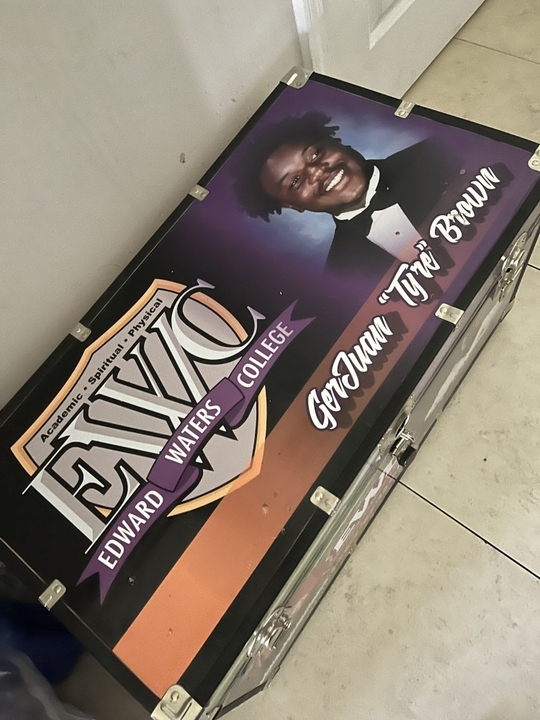 Academic • Spiritual • Physical
EWC
EDWARD WATERS COLLEGE
GerJuan "Tyre" Brown